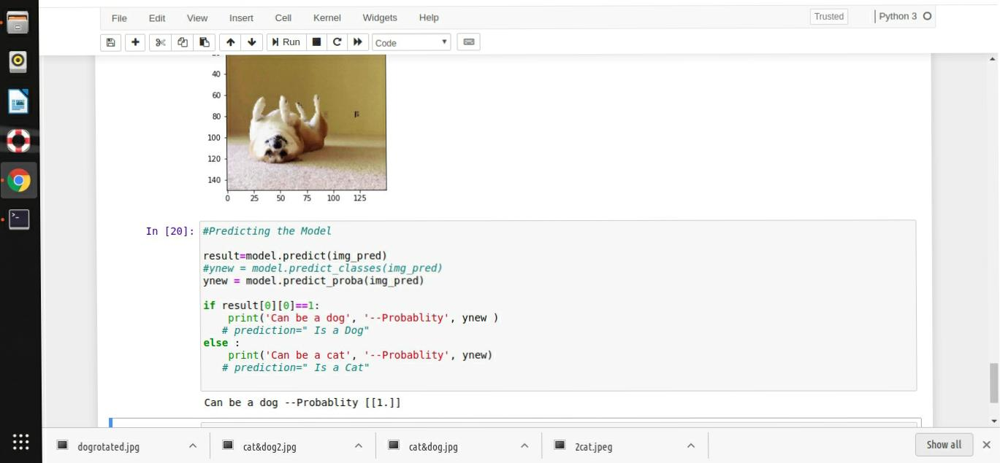 File Edit View Insert Cell Kernel Widgets Help Trusted Python 3
Run Code
40
60
80
100
120
140
0 25 50 75 100 125
In [20]: #Predicting the Model
result=model.predict(img_pred)
#ynew = model.predict_classes(img_pred)
ynew = model.predict_proba(img_pred)
if result[0][0]==1:
print('Can be a dog', '--Probablity', ynew )
# prediction=" Is a Dog"
else :
print('Can be a cat', '--Probablity', ynew)
# prediction=" Is a Cat"
Can be a dog --Probablity [[1.]]
dogrotated.jpg cat&dog2.jpg cat&dog.jpg 2cat.jpeg Show all